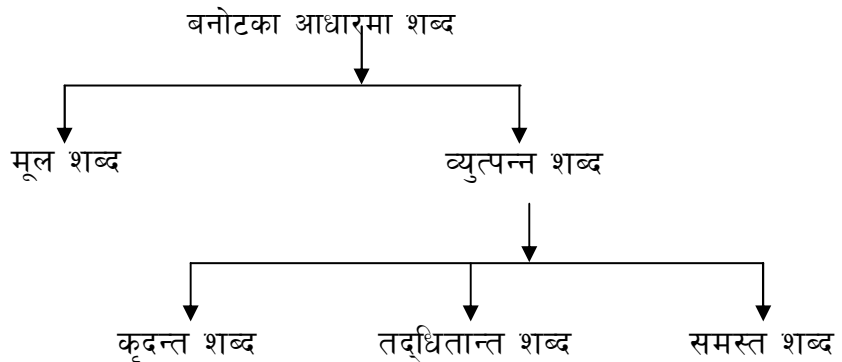 बनोटका आधारमा शब्द
मूल शब्द व्युत्पन्न शब्द
कृदन्त शब्द तद्धितान्त शब्द समस्त शब्द